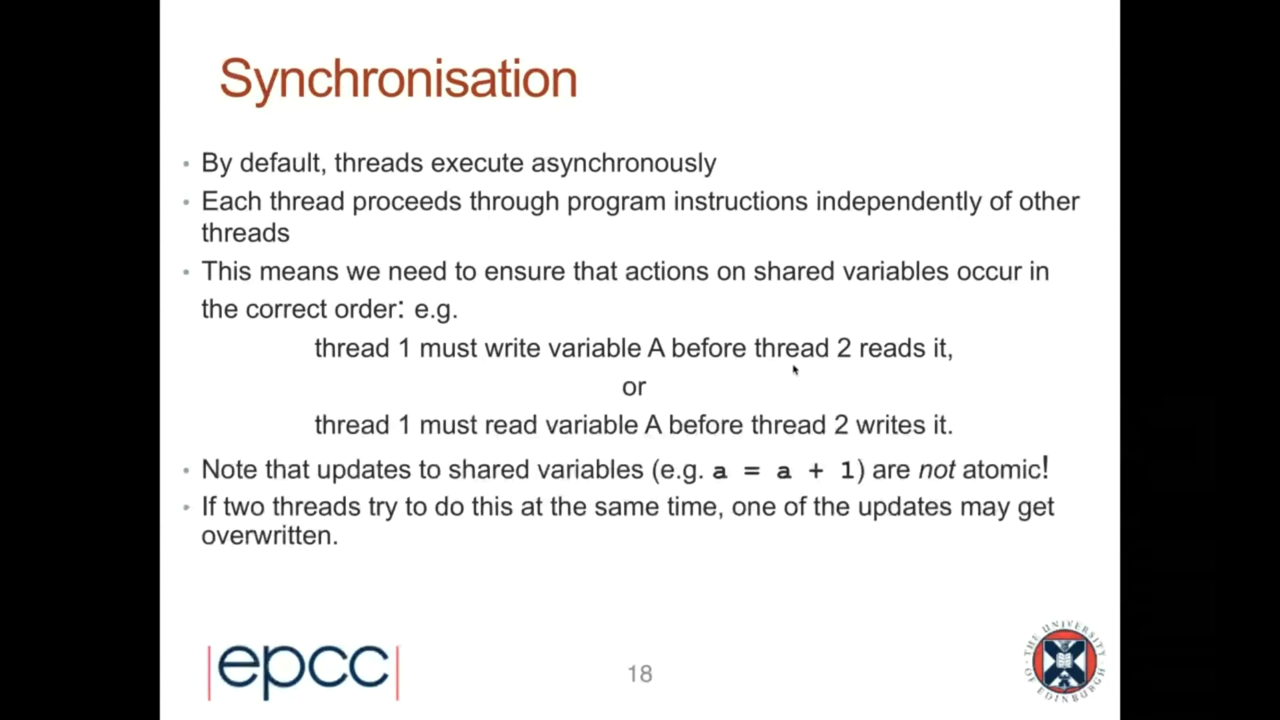 Synchronisation
• By default, threads execute asynchronously
• Each thread proceeds through program instructions independently of other
threads
• This means we need to ensure that actions on shared variables occur in
the correct order: e.g.
thread 1 must write variable A before thread 2 reads it,
or
thread 1 must read variable A before thread 2 writes it.
• Note that updates to shared variables (e.g. a = a + 1) are not atomic!
• If two threads try to do this at the same time, one of the updates may get
overwritten.
|epcc|
18
THE UNIVERSITY OF EDINBURGH